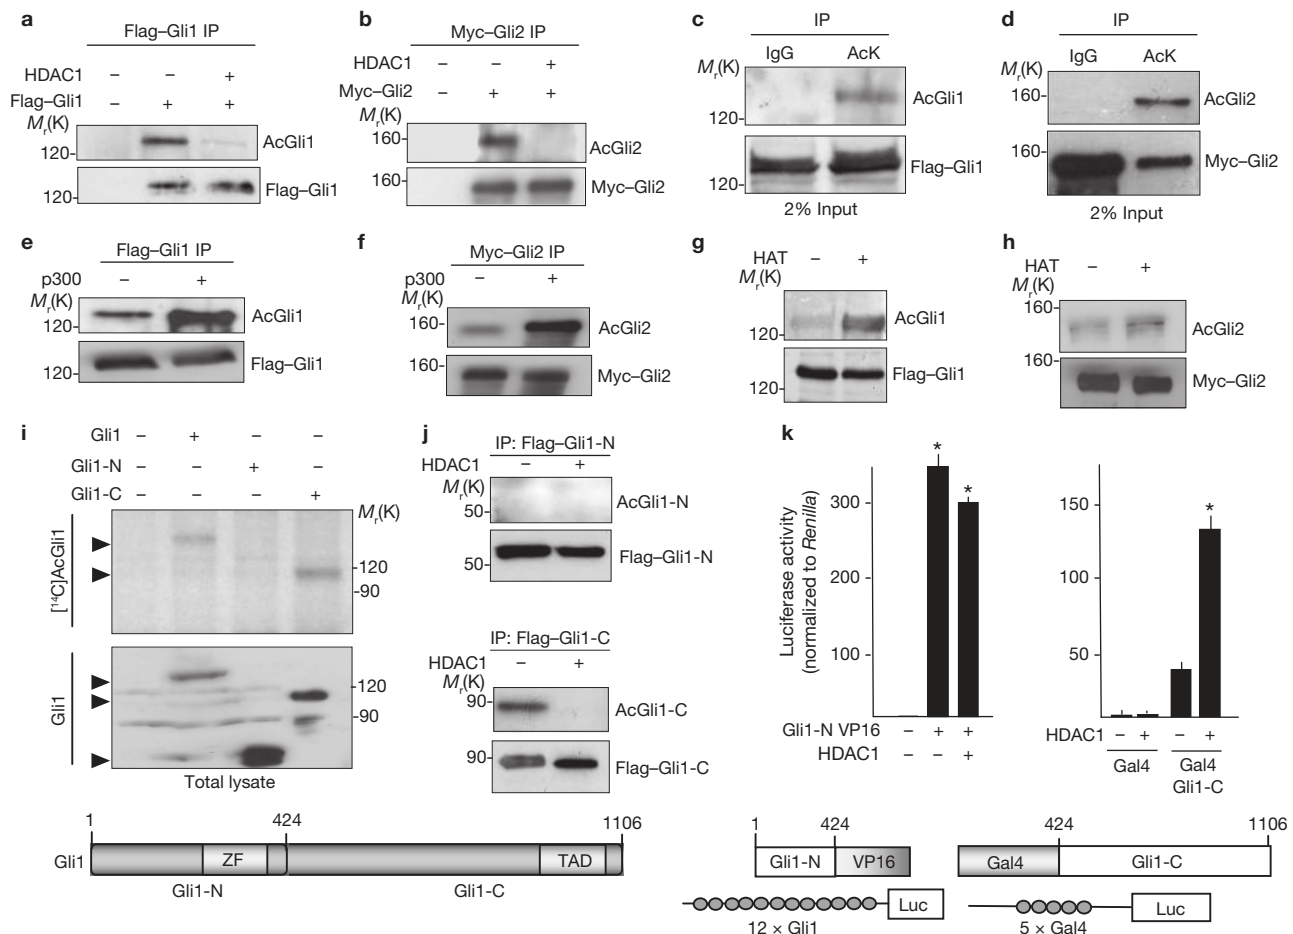 a
Flag–Gli1 IP
HDAC1 – – +
Flag–Gli1 – + +
Mr(K)
120-
AcGli1
120-
Flag–Gli1
b
Myc–Gli2 IP
HDAC1 – – +
Myc–Gli2 – + +
Mr(K)
160-
AcGli2
160-
Myc–Gli2
c
IP
IgG AcK
Mr(K)
120-
AcGli1
120-
Flag–Gli1
2% Input
d
IP
IgG AcK
Mr(K)
160-
AcGli2
160-
Myc–Gli2
2% Input
e
Flag–Gli1 IP
p300 – +
Mr(K)
120-
AcGli1
120-
Flag–Gli1
f
Myc–Gli2 IP
p300 – +
Mr(K)
160-
AcGli2
160-
Myc–Gli2
g
HAT – +
Mr(K)
120-
AcGli1
120-
Flag–Gli1
h
HAT – +
Mr(K)
160-
AcGli2
160-
Myc–Gli2
i
Gli1 – + – –
Gli1-N – – + –
Gli1-C – – – +
Mr(K)
[14C]AcGli1
-120
-90
Gli1
-120
-90
Total lysate
j
IP: Flag–Gli1-N
HDAC1 – +
Mr(K)
50-
AcGli1-N
50-
Flag–Gli1-N
IP: Flag–Gli1-C
HDAC1 – +
Mr(K)
90-
AcGli1-C
90-
Flag–Gli1-C
k
Luciferase activity
(normalized to Renilla)
300
200
100
* *
Gli1-N VP16 – + +
HDAC1 – – +
150
100
50
*
HDAC1 – + – +
Gal4 Gal4
Gli1-C
1 424 1106
Gli1 ZF TAD
Gli1-N Gli1-C
1 424
Gli1-N VP16
Luc
12 × Gli1
424 1106
Gal4 Gli1-C
Luc
5 × Gal4